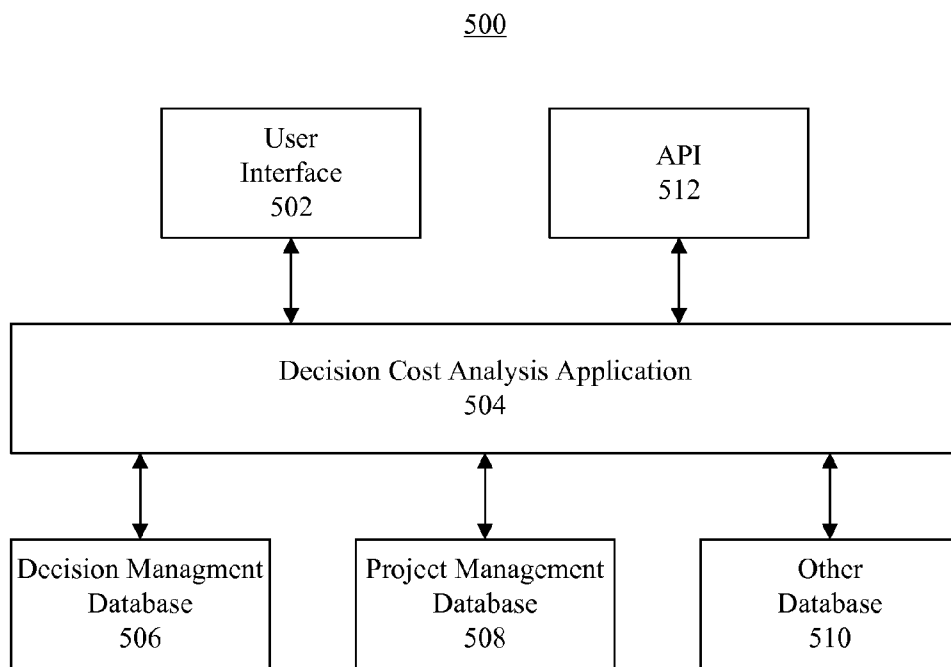 500
User
Interface
502
API
512
Decision Cost Analysis Application
504
Decision Managment
Database
506
Project Management
Database
508
Other
Database
510